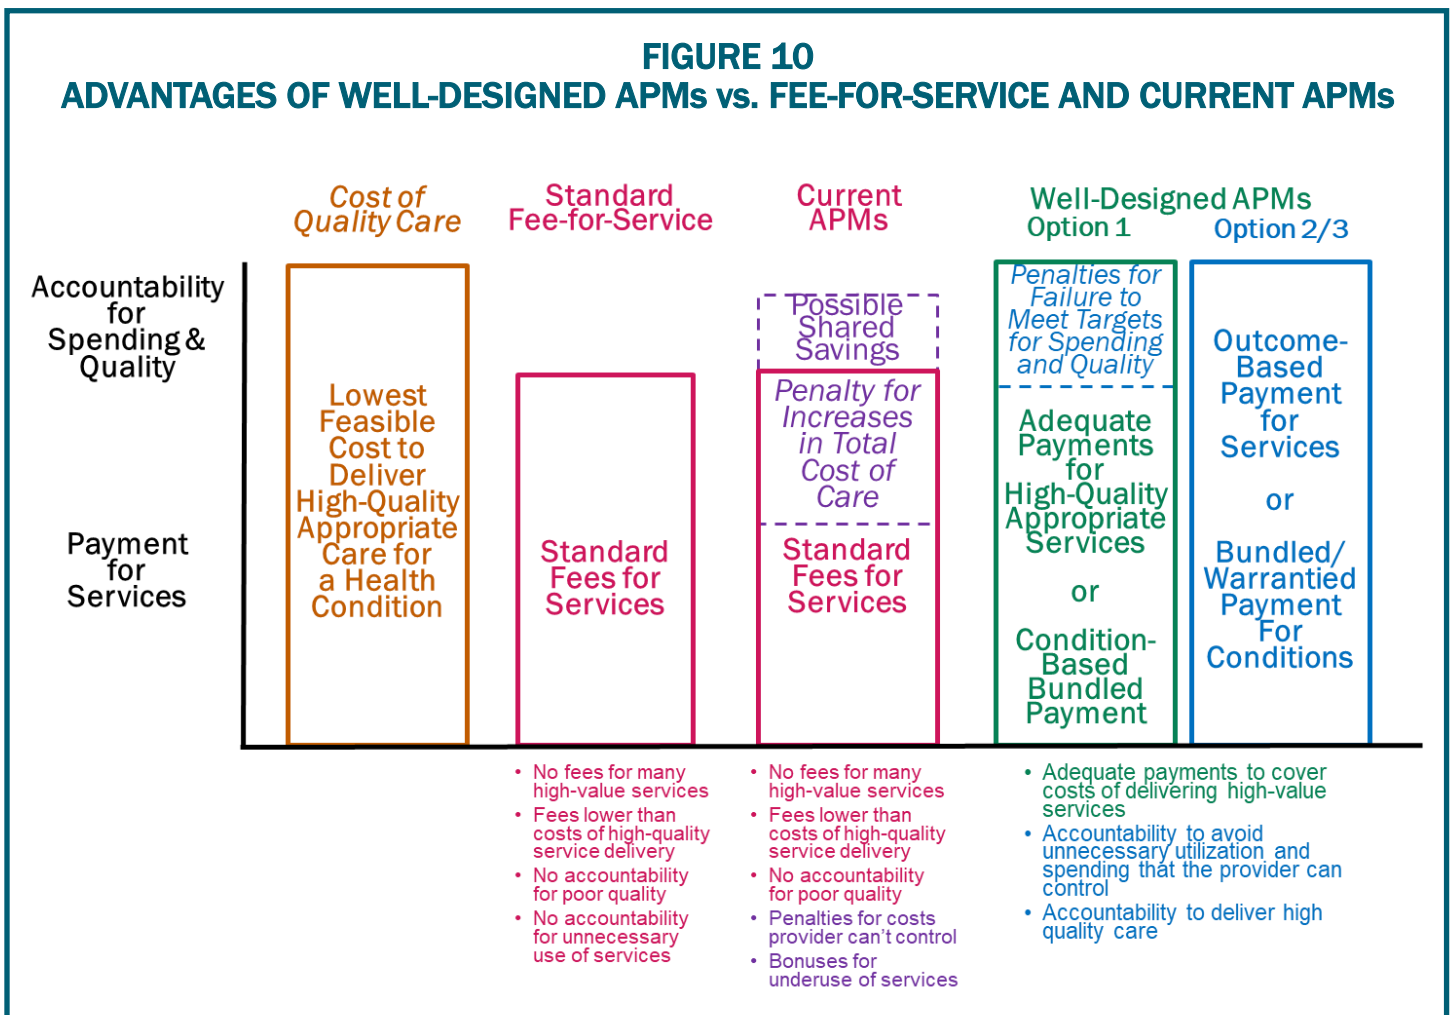 FIGURE 10
ADVANTAGES OF WELL-DESIGNED APMs vs. FEE-FOR-SERVICE AND CURRENT APMs
Cost of
Quality Care
Standard
Fee-for-Service
Current
APMs
Well-Designed APMs
Option 1
Option 2/3
Accountability
for
Spending &
Quality
Payment
for
Services
Lowest
Feasible
Cost to
Deliver
High-Quality
Appropriate
Care for
a Health
Condition
Standard
Fees for
Services
Possible
Shared
Savings
Penalty for
Increases
in Total
Cost of
Care
Standard
Fees for
Services
Penalties for
Failure to
Meet Targets
for Spending
and Quality
Adequate
Payments
for
High-Quality
Appropriate
Services
or
Condition-
Based
Bundled
Payment
Outcome-
Based
Payment
for
Services
or
Bundled/
Warrantied
Payment
For
Conditions
• No fees for many
high-value services
• Fees lower than
costs of high-quality
service delivery
• No accountability
for poor quality
• No accountability
for unnecessary
use of services
• No fees for many
high-value services
• Fees lower than
costs of high-quality
service delivery
• No accountability
for poor quality
• Penalties for costs
provider can't control
• Bonuses for
underuse of services
• Adequate payments to cover
costs of delivering high-value
services
• Accountability to avoid
unnecessary utilization and
spending that the provider can
control
• Accountability to deliver high
quality care